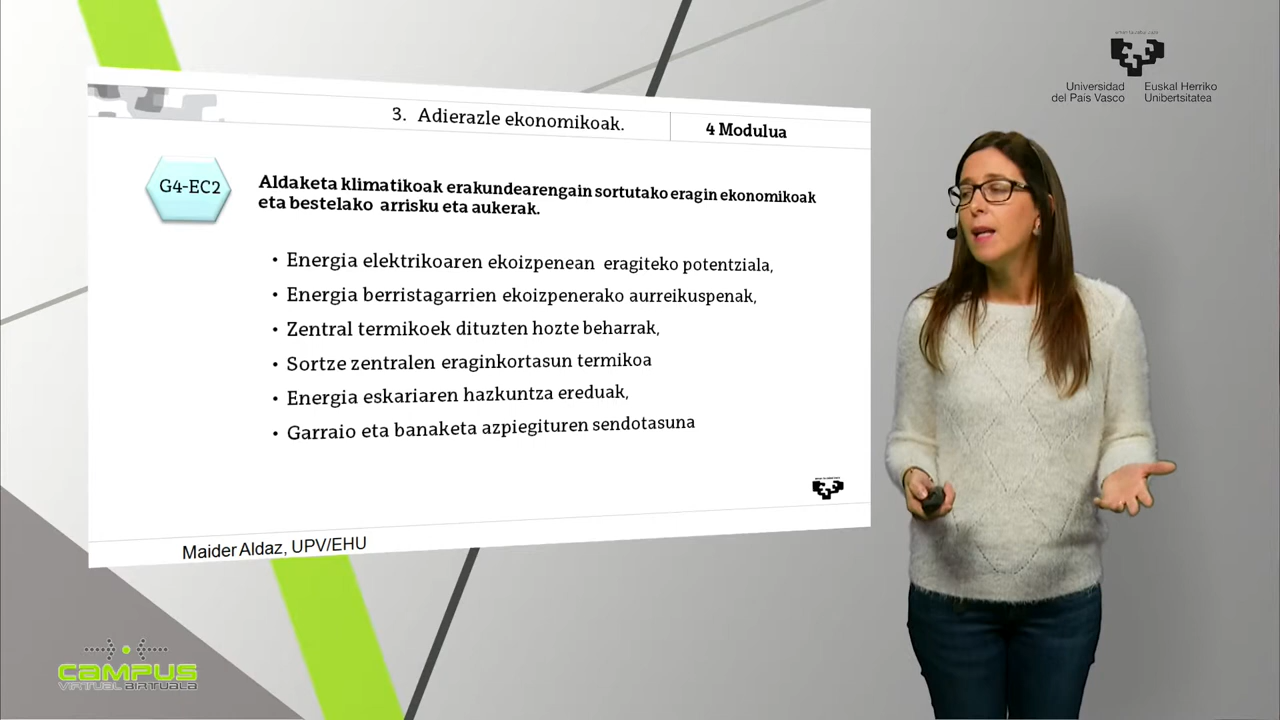 3. Adierazle ekonomikoak.
4 Modulua
G4-EC2
Aldaketa klimatikoak erakundearengain sortutako eragin ekonomikoak
eta bestelako arrisku eta aukerak.
• Energia elektrikoaren ekoizpenean eragiteko potentziala,
• Energia berristagarrien ekoizpenerako aurreikuspenak,
• Zentral termikoek dituzten hozte beharrak,
• Sortze zentralen eraginkortasun termikoa
• Energia eskariaren hazkuntza ereduak,
• Garraio eta banaketa azpiegituren sendotasuna
Maider Aldaz, UPV/EHU
Universidad
del País Vasco
Euskal Herriko
Unibertsitatea
CAMPUS
VIRTUAL BIRTUALA